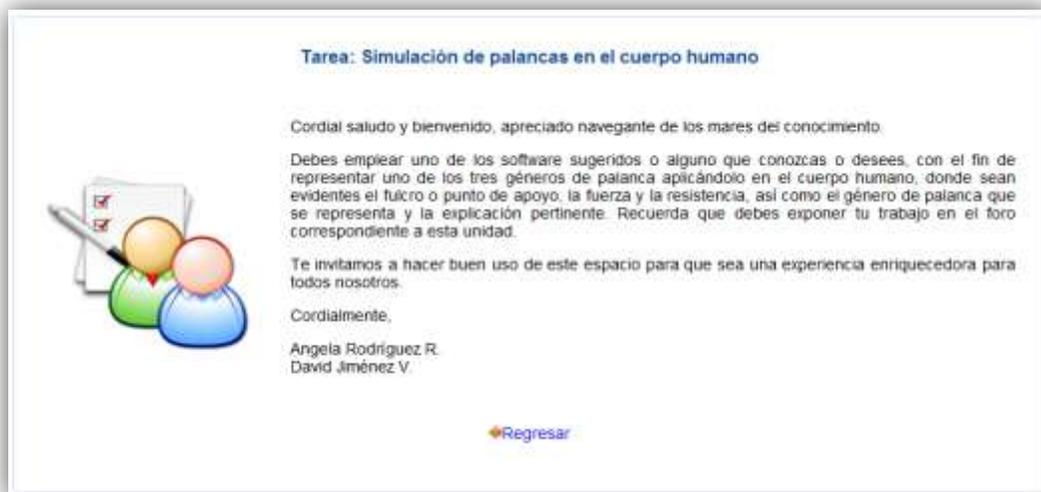 Tarea: Simulación de palancas en el cuerpo humano
Cordial saludo y bienvenido, apreciado navegante de los mares del conocimiento.
Debes emplear uno de los software sugeridos o alguno que conozcas o desees, con el fin de
representar uno de los tres géneros de palanca aplicándolo en el cuerpo humano, donde sean
evidentes el fulcro o punto de apoyo, la fuerza y la resistencia, así como el género de palanca que
se representa y la explicación pertinente. Recuerda que debes exponer tu trabajo en el foro
correspondiente a esta unidad.
Te invitamos a hacer buen uso de este espacio para que sea una experiencia enriquecedora para
todos nosotros.
Cordialmente,
Angela Rodríguez R.
David Jiménez V.
Regresar